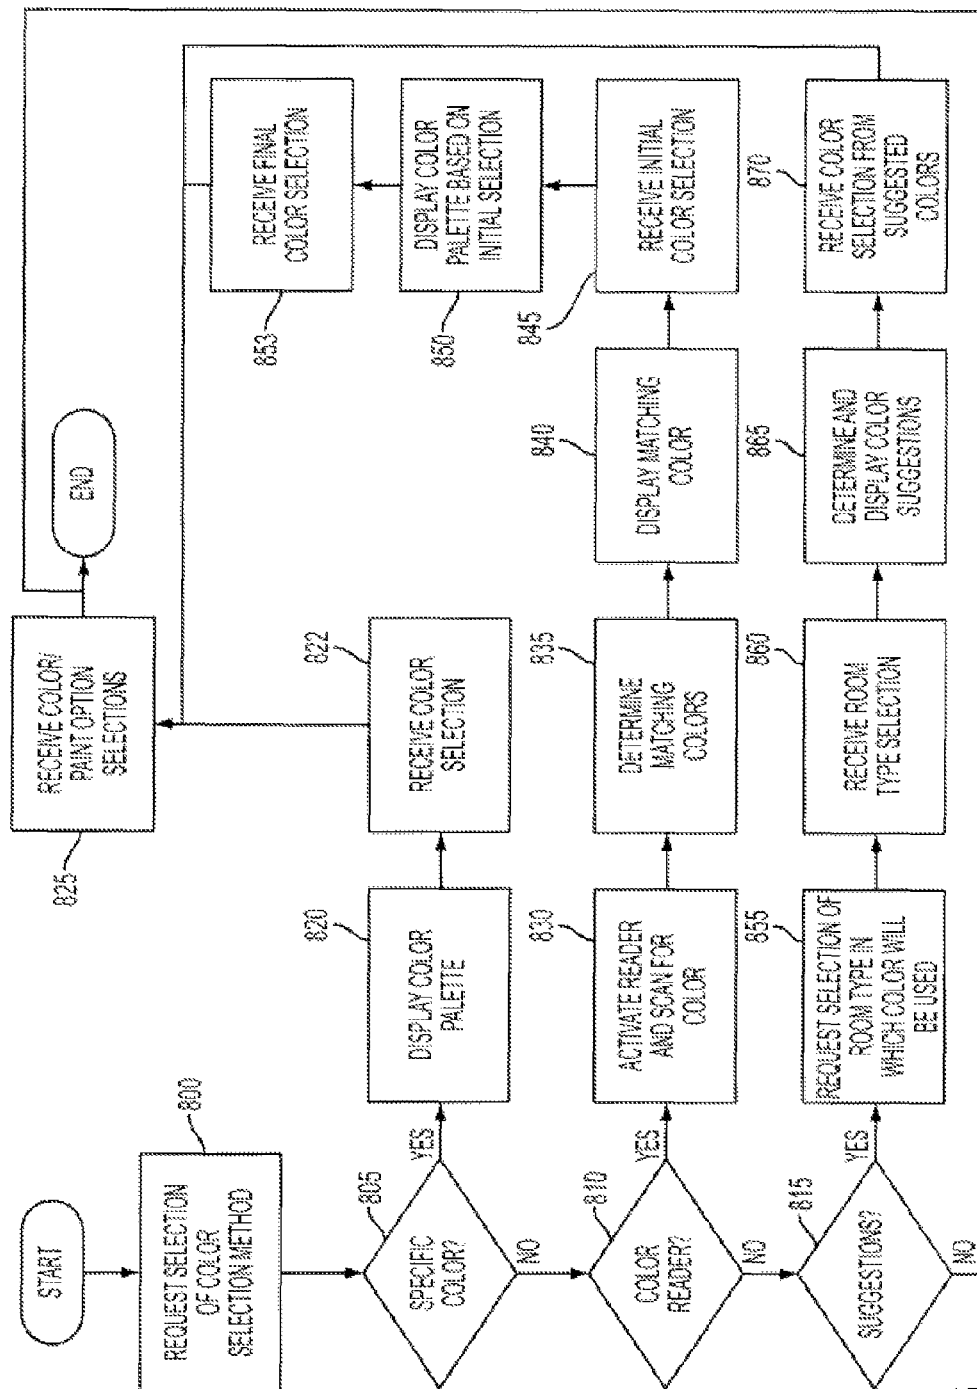 START
REQUEST SELECTION
OF COLOR
SELECTION METHOD
800
SPECIFIC
COLOR?
805
YES
NO
DISPLAY COLOR
PALETTE
820
RECEIVE COLOR
SELECTION
822
RECEIVE COLOR/
PAINT OPTION
SELECTIONS
825
END
COLOR
READER?
810
YES
NO
ACTIVATE READER
AND SCAN FOR
COLOR
830
DETERMINE
MATCHING
COLORS
835
DISPLAY MATCHING
COLOR
840
RECEIVE INITIAL
COLOR SELECTION
845
DISPLAY COLOR
PALETTE BASED ON
INITIAL SELECTION
850
RECEIVE FINAL
COLOR SELECTION
853
SUGGESTIONS?
815
YES
NO
REQUEST SELECTION OF
ROOM TYPE IN
WHICH COLOR WILL
BE USED
855
RECEIVE ROOM
TYPE SELECTION
860
DETERMINE AND
DISPLAY COLOR
SUGGESTIONS
865
RECEIVE COLOR
SELECTION FROM
SUGGESTED
COLORS
870